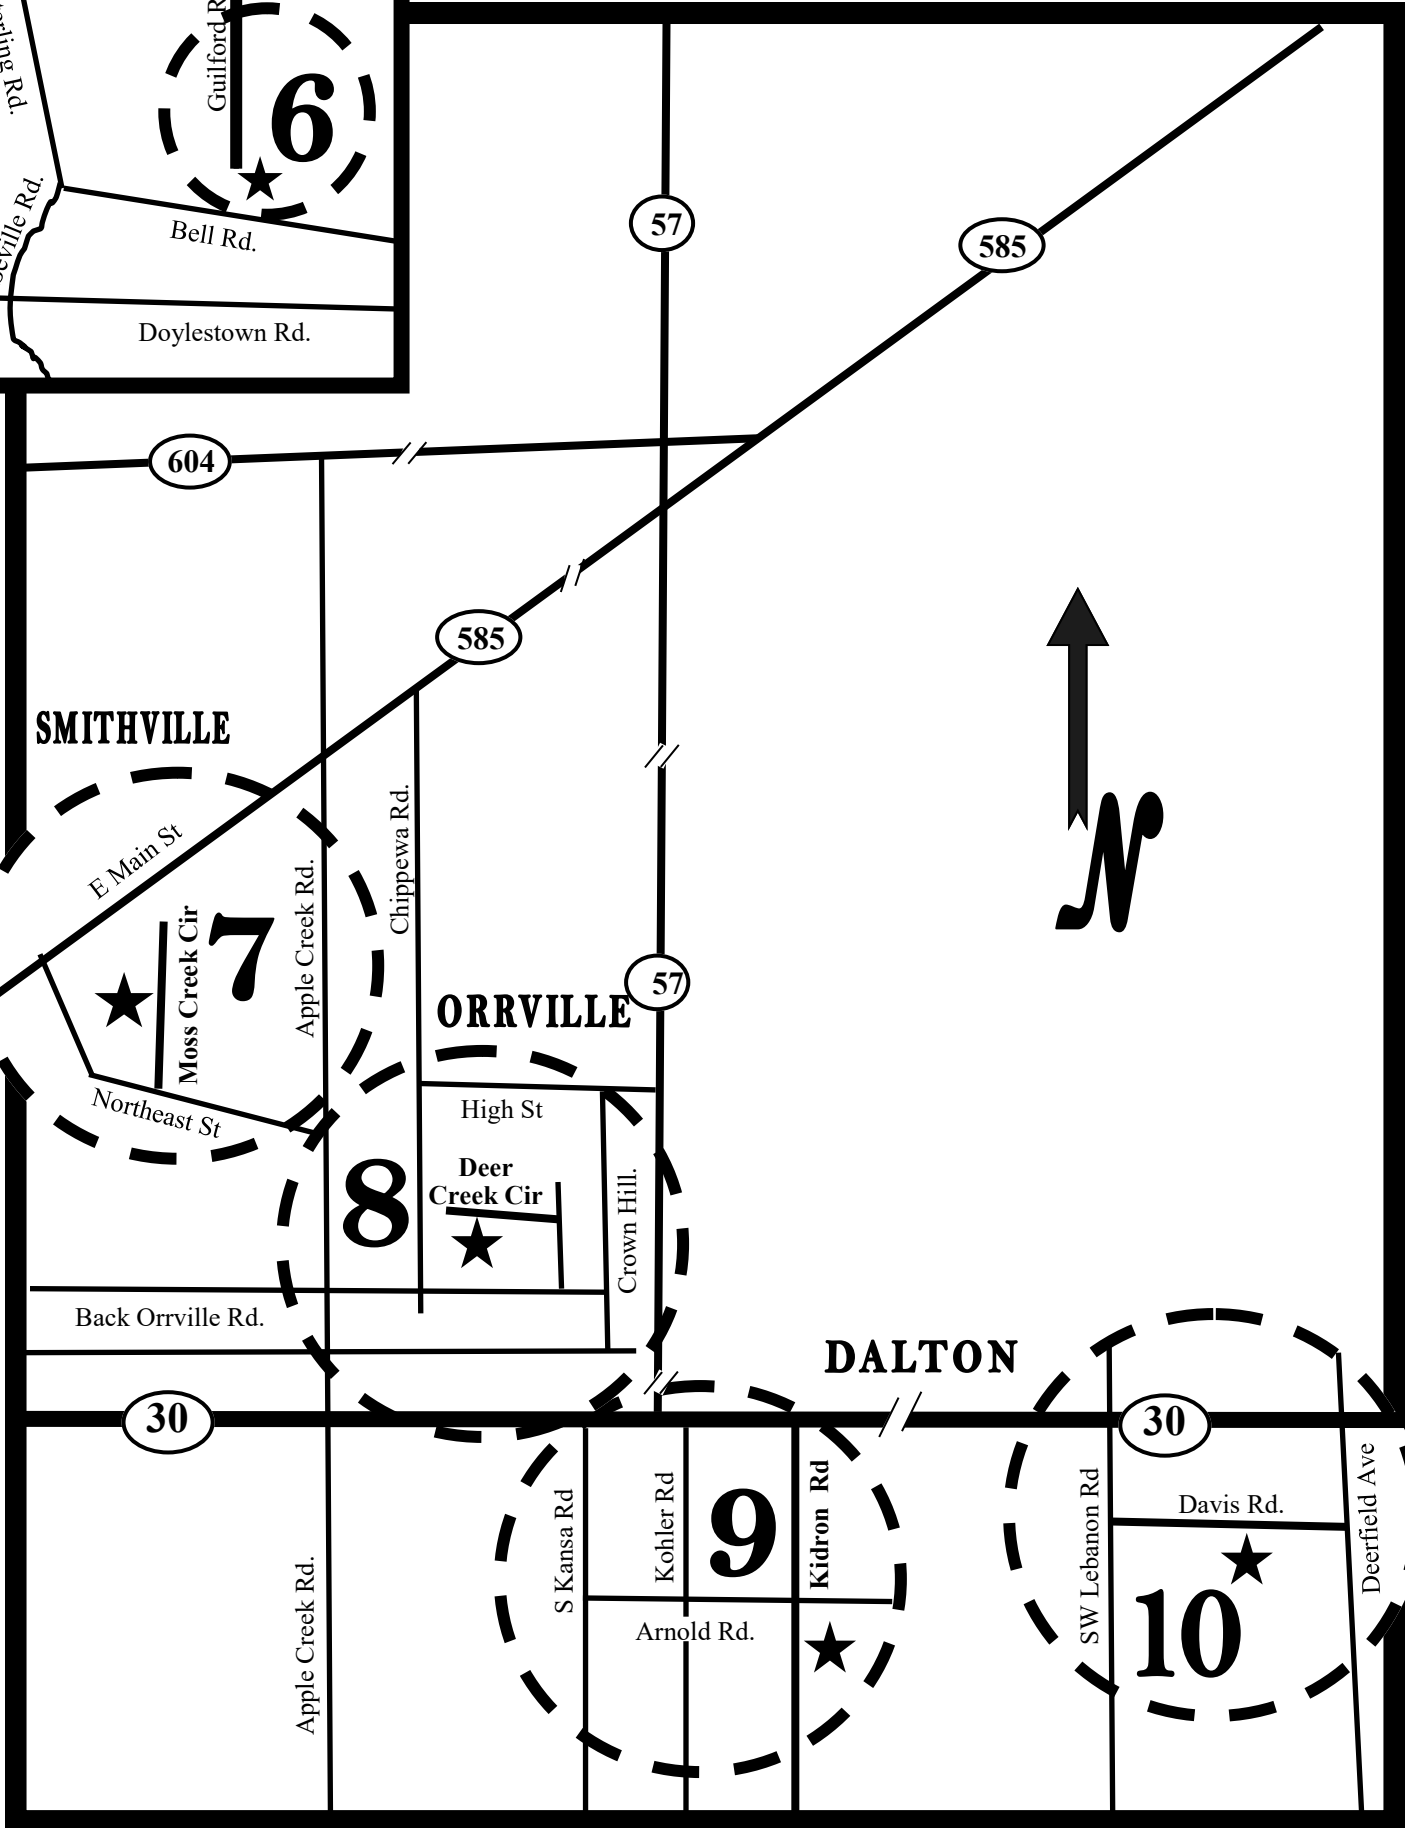 Guilford R
erling Rd.
6
eville Rd.
Bell Rd.
Doylestown Rd.
57
585
604
585
SMITHVILLE
E Main St
Chippewa Rd.
Apple Creek Rd.
Moss Creek Cir
7
N
57
ORRVILLE
Northeast St
High St
8
Deer
Creek Cir
Crown Hill.
Back Orrville Rd.
DALTON
30
30
S Kansa Rd
Kohler Rd
9
Kidron Rd
SW Lebanon Rd
Davis Rd.
Deerfield Ave
Apple Creek Rd.
Arnold Rd.
10